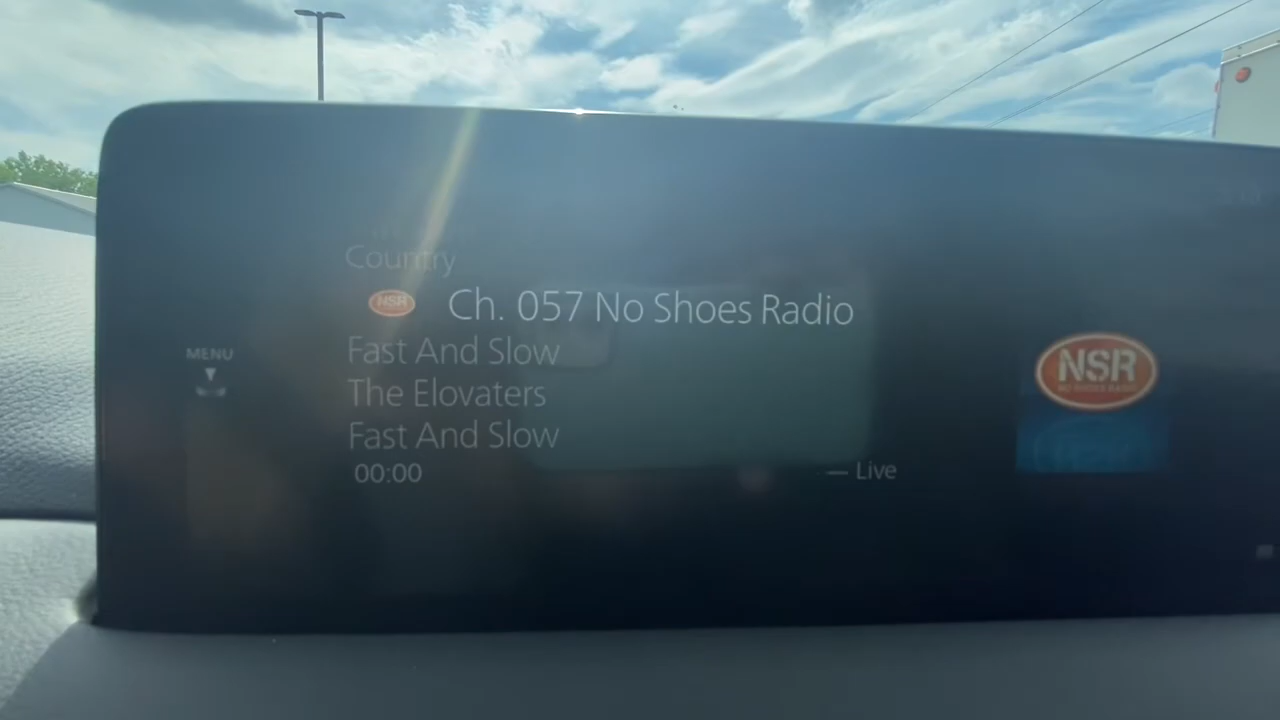 Country
NSR
Ch. 057 No Shoes Radio
Fast And Slow
The Elovaters
Fast And Slow
00:00
Live
MENU
NSR
NO SHOES RADIO